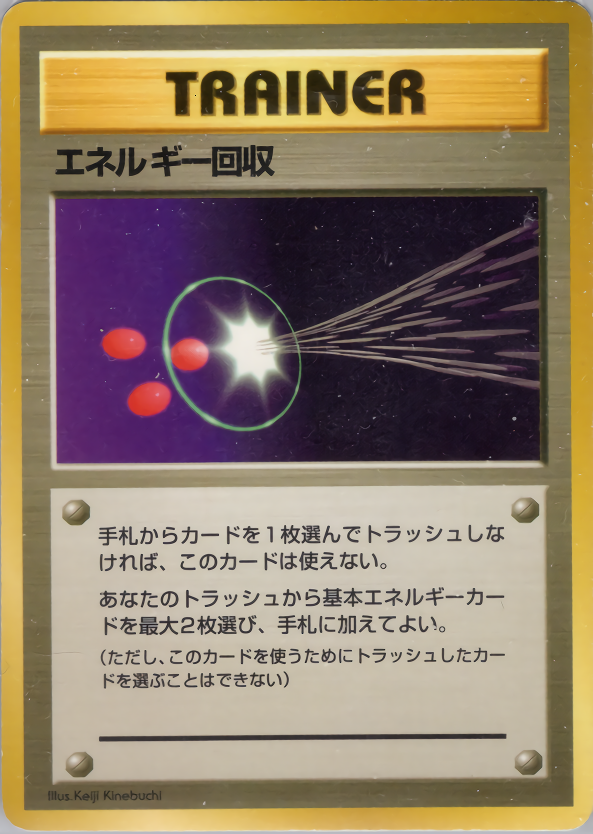 TRAINER
エネルギー回収
手札からカードを1枚選んでトラッシュしな
ければ、このカードは使えない。
あなたのトラッシュから基本エネルギーカー
ドを最大2枚選び、手札に加えてよい。
(ただし、このカードを使うためにトラッシュしたカー
ドを選ぶことはできない)
Illus. Keiji Kinebuchi